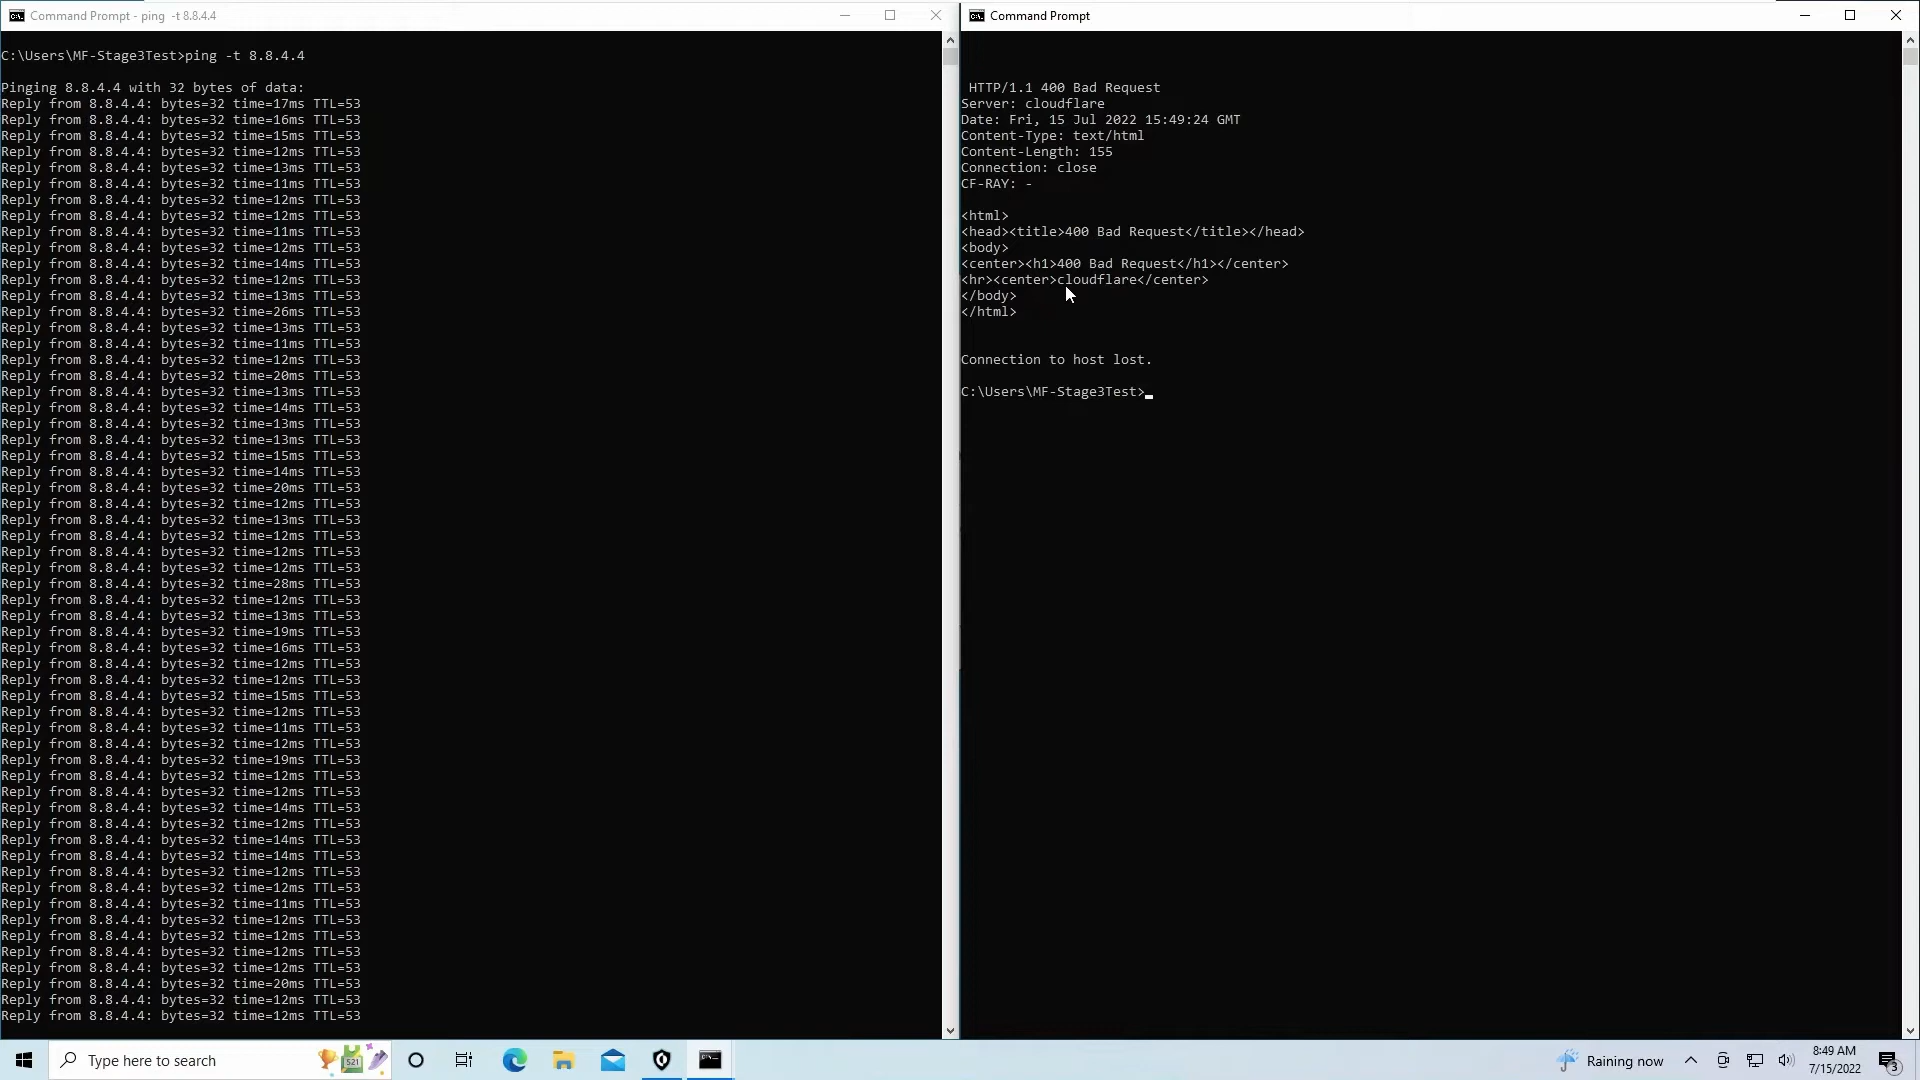 Command Prompt - ping  -t 8.8.4.4
C:\Users\MF-Stage3Test>ping -t 8.8.4.4
Pinging 8.8.4.4 with 32 bytes of data:
Reply from 8.8.4.4: bytes=32 time=17ms TTL=53
Reply from 8.8.4.4: bytes=32 time=16ms TTL=53
Reply from 8.8.4.4: bytes=32 time=15ms TTL=53
Reply from 8.8.4.4: bytes=32 time=12ms TTL=53
Reply from 8.8.4.4: bytes=32 time=13ms TTL=53
Reply from 8.8.4.4: bytes=32 time=11ms TTL=53
Reply from 8.8.4.4: bytes=32 time=12ms TTL=53
Reply from 8.8.4.4: bytes=32 time=12ms TTL=53
Reply from 8.8.4.4: bytes=32 time=11ms TTL=53
Reply from 8.8.4.4: bytes=32 time=12ms TTL=53
Reply from 8.8.4.4: bytes=32 time=14ms TTL=53
Reply from 8.8.4.4: bytes=32 time=12ms TTL=53
Reply from 8.8.4.4: bytes=32 time=13ms TTL=53
Reply from 8.8.4.4: bytes=32 time=26ms TTL=53
Reply from 8.8.4.4: bytes=32 time=13ms TTL=53
Reply from 8.8.4.4: bytes=32 time=11ms TTL=53
Reply from 8.8.4.4: bytes=32 time=12ms TTL=53
Reply from 8.8.4.4: bytes=32 time=20ms TTL=53
Reply from 8.8.4.4: bytes=32 time=13ms TTL=53
Reply from 8.8.4.4: bytes=32 time=14ms TTL=53
Reply from 8.8.4.4: bytes=32 time=13ms TTL=53
Reply from 8.8.4.4: bytes=32 time=13ms TTL=53
Reply from 8.8.4.4: bytes=32 time=15ms TTL=53
Reply from 8.8.4.4: bytes=32 time=14ms TTL=53
Reply from 8.8.4.4: bytes=32 time=20ms TTL=53
Reply from 8.8.4.4: bytes=32 time=12ms TTL=53
Reply from 8.8.4.4: bytes=32 time=13ms TTL=53
Reply from 8.8.4.4: bytes=32 time=12ms TTL=53
Reply from 8.8.4.4: bytes=32 time=12ms TTL=53
Reply from 8.8.4.4: bytes=32 time=12ms TTL=53
Reply from 8.8.4.4: bytes=32 time=28ms TTL=53
Reply from 8.8.4.4: bytes=32 time=12ms TTL=53
Reply from 8.8.4.4: bytes=32 time=13ms TTL=53
Reply from 8.8.4.4: bytes=32 time=19ms TTL=53
Reply from 8.8.4.4: bytes=32 time=16ms TTL=53
Reply from 8.8.4.4: bytes=32 time=12ms TTL=53
Reply from 8.8.4.4: bytes=32 time=12ms TTL=53
Reply from 8.8.4.4: bytes=32 time=15ms TTL=53
Reply from 8.8.4.4: bytes=32 time=12ms TTL=53
Reply from 8.8.4.4: bytes=32 time=11ms TTL=53
Reply from 8.8.4.4: bytes=32 time=12ms TTL=53
Reply from 8.8.4.4: bytes=32 time=19ms TTL=53
Reply from 8.8.4.4: bytes=32 time=12ms TTL=53
Reply from 8.8.4.4: bytes=32 time=12ms TTL=53
Reply from 8.8.4.4: bytes=32 time=14ms TTL=53
Reply from 8.8.4.4: bytes=32 time=12ms TTL=53
Reply from 8.8.4.4: bytes=32 time=14ms TTL=53
Reply from 8.8.4.4: bytes=32 time=14ms TTL=53
Reply from 8.8.4.4: bytes=32 time=12ms TTL=53
Reply from 8.8.4.4: bytes=32 time=12ms TTL=53
Reply from 8.8.4.4: bytes=32 time=11ms TTL=53
Reply from 8.8.4.4: bytes=32 time=12ms TTL=53
Reply from 8.8.4.4: bytes=32 time=12ms TTL=53
Reply from 8.8.4.4: bytes=32 time=12ms TTL=53
Reply from 8.8.4.4: bytes=32 time=12ms TTL=53
Reply from 8.8.4.4: bytes=32 time=20ms TTL=53
Reply from 8.8.4.4: bytes=32 time=12ms TTL=53
Reply from 8.8.4.4: bytes=32 time=12ms TTL=53
Command Prompt
HTTP/1.1 400 Bad Request
Server: cloudflare
Date: Fri, 15 Jul 2022 15:49:24 GMT
Content-Type: text/html
Content-Length: 155
Connection: close
CF-RAY: -
<html>
<head><title>400 Bad Request</title></head>
<body>
<center><h1>400 Bad Request</h1></center>
<hr><center>cloudflare</center>
</body>
</html>
Connection to host lost.
C:\Users\MF-Stage3Test>
Type here to search
521
Raining now
8:49 AM
7/15/2022
3